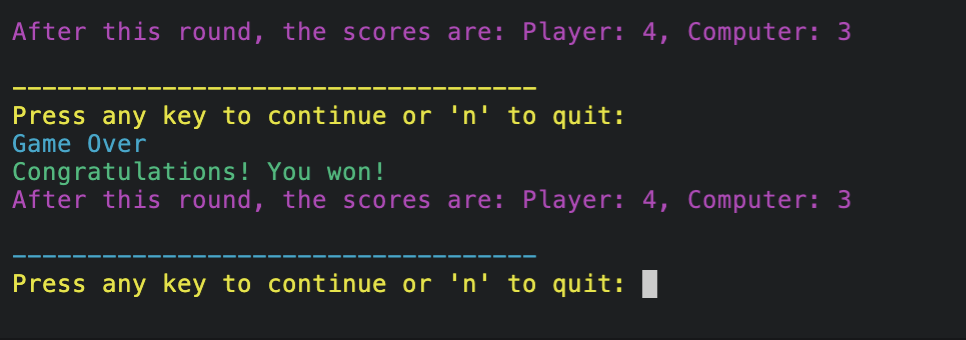 After this round, the scores are: Player: 4, Computer: 3
-----------------------------------
Press any key to continue or 'n' to quit:
Game Over
Congratulations! You won!
After this round, the scores are: Player: 4, Computer: 3
-----------------------------------
Press any key to continue or 'n' to quit: